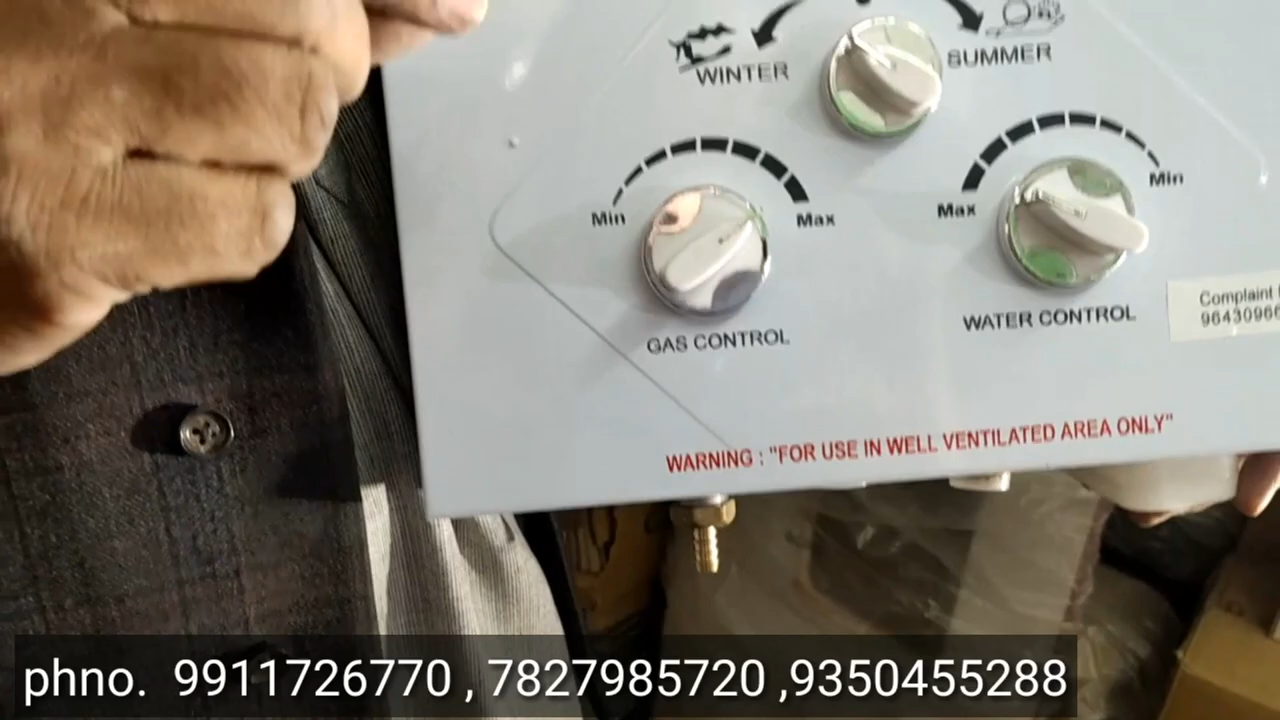 WINTER
SUMMER
Min
Max
Max
Min
GAS CONTROL
WATER CONTROL
Complaint
96430966
WARNING : "FOR USE IN WELL VENTILATED AREA ONLY"
phno. 9911726770 , 7827985720 ,9350455288